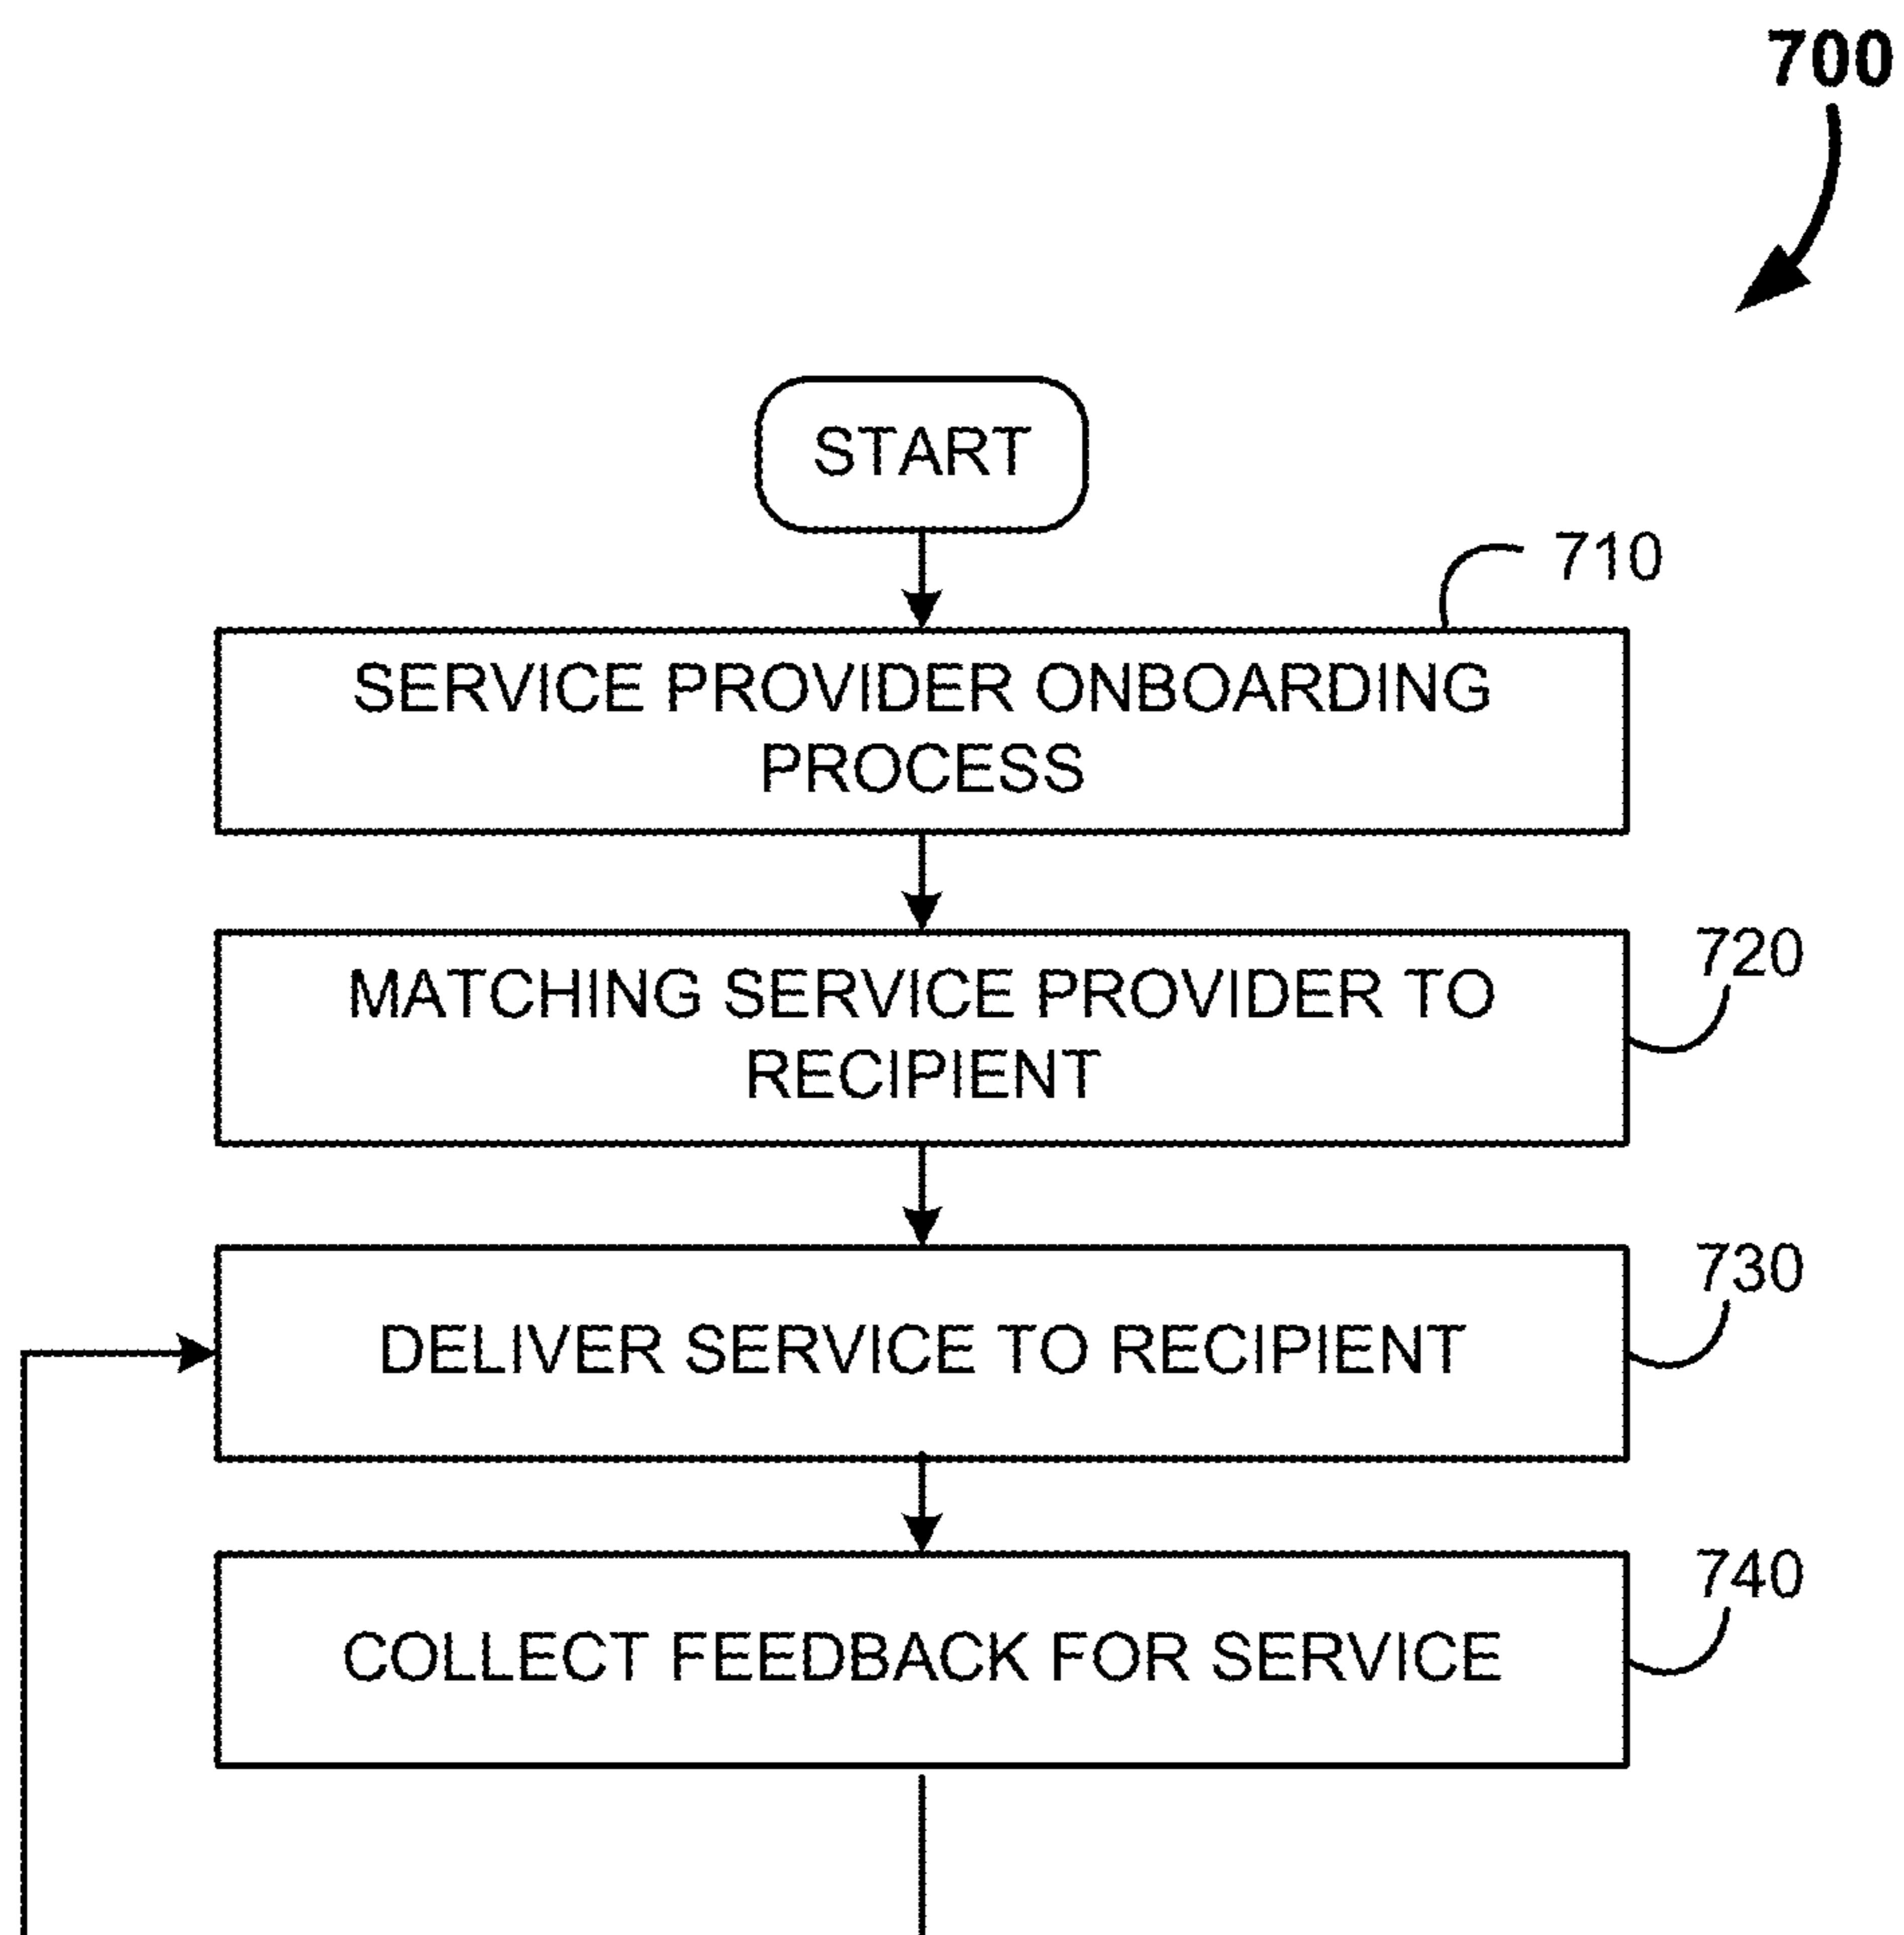 700
START
710
SERVICE PROVIDER ONBOARDING
PROCESS
720
MATCHING SERVICE PROVIDER TO
RECIPIENT
730
DELIVER SERVICE TO RECIPIENT
740
COLLECT FEEDBACK FOR SERVICE